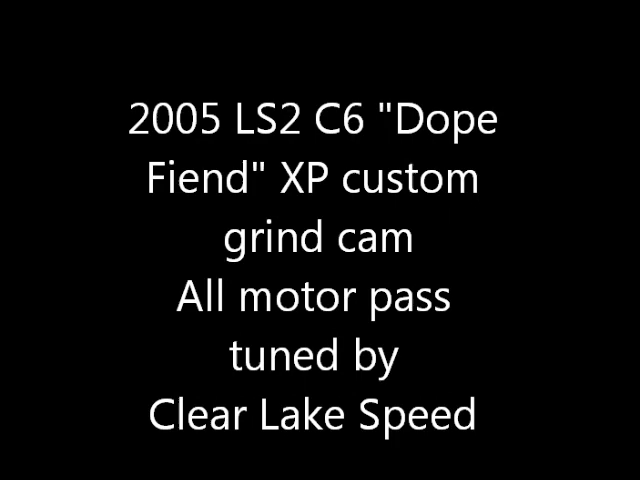 2005 LS2 C6 "Dope
Fiend" XP custom
grind cam
All motor pass
tuned by
Clear Lake Speed